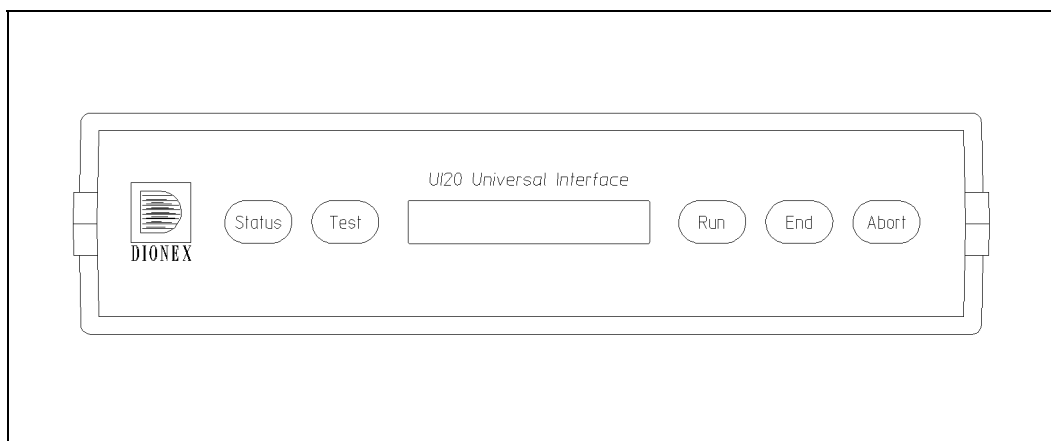 UI20 Universal Interface
DIONEX
Status
Test
Run
End
Abort